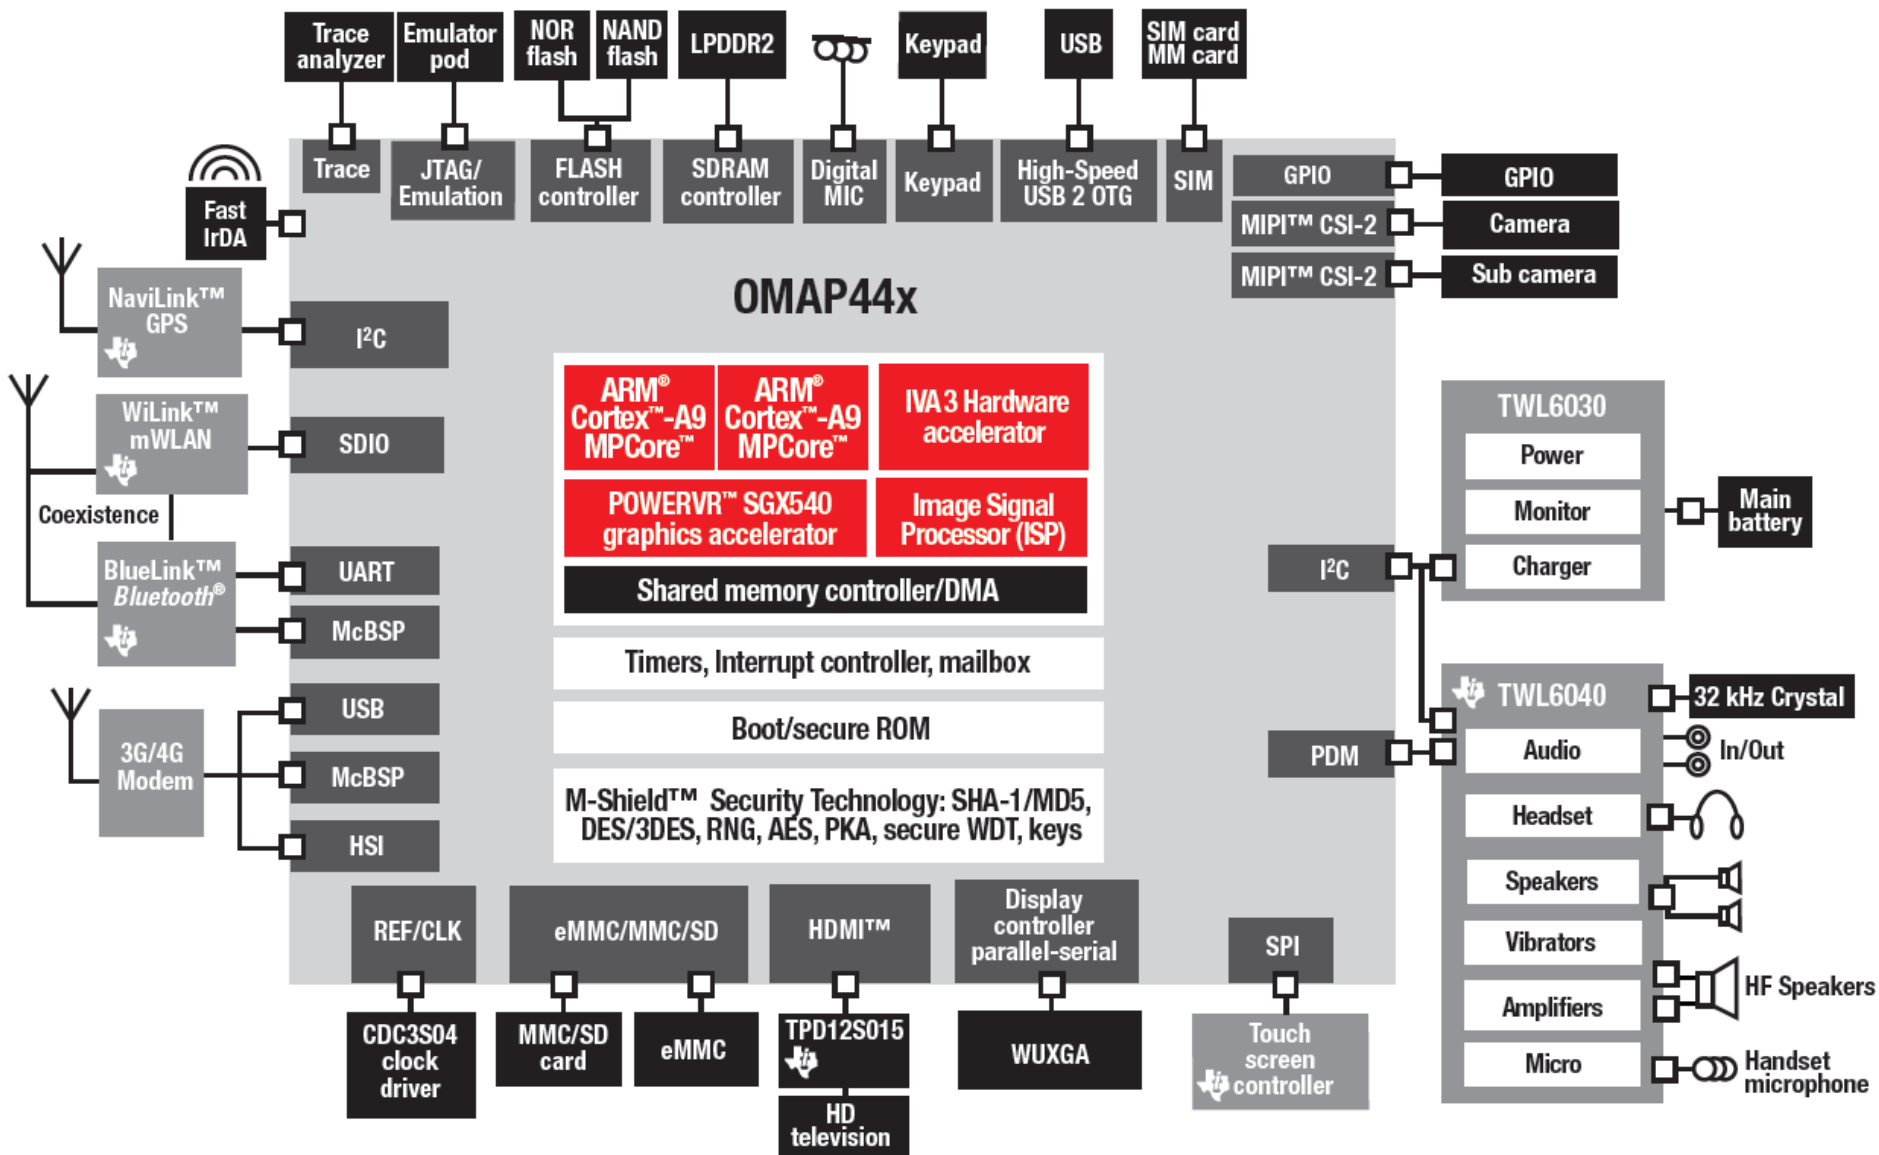 Trace
analyzer
Emulator
pod
NOR
flash
NAND
flash
LPDDR2
Keypad
USB
SIM card
MM card
Trace
JTAG/
Emulation
FLASH
controller
SDRAM
controller
Digital
MIC
Keypad
High-Speed
USB 2 OTG
SIM
GPIO
GPIO
MIPI™ CSI-2
Camera
MIPI™ CSI-2
Sub camera
Fast
IrDA
NaviLink™
GPS
I²C
WiLink™
mWLAN
SDIO
Coexistence
BlueLink™
Bluetooth®
UART
McBSP
3G/4G
Modem
USB
McBSP
HSI
OMAP44x
ARM®
Cortex™-A9
MPCore™
ARM®
Cortex™-A9
MPCore™
IVA 3 Hardware
accelerator
POWERVR™ SGX540
graphics accelerator
Image Signal
Processor (ISP)
Shared memory controller/DMA
Timers, Interrupt controller, mailbox
Boot/secure ROM
M-Shield™ Security Technology: SHA-1/MD5,
DES/3DES, RNG, AES, PKA, secure WDT, keys
I²C
PDM
TWL6030
Power
Monitor
Charger
Main
battery
TWL6040
32 kHz Crystal
Audio
In/Out
Headset
Speakers
Vibrators
Amplifiers
HF Speakers
Micro
Handset
microphone
REF/CLK
eMMC/MMC/SD
HDMI™
Display
controller
parallel-serial
SPI
CDC3S04
clock
driver
MMC/SD
card
eMMC
TPD12S015
HD
television
WUXGA
Touch
screen
controller